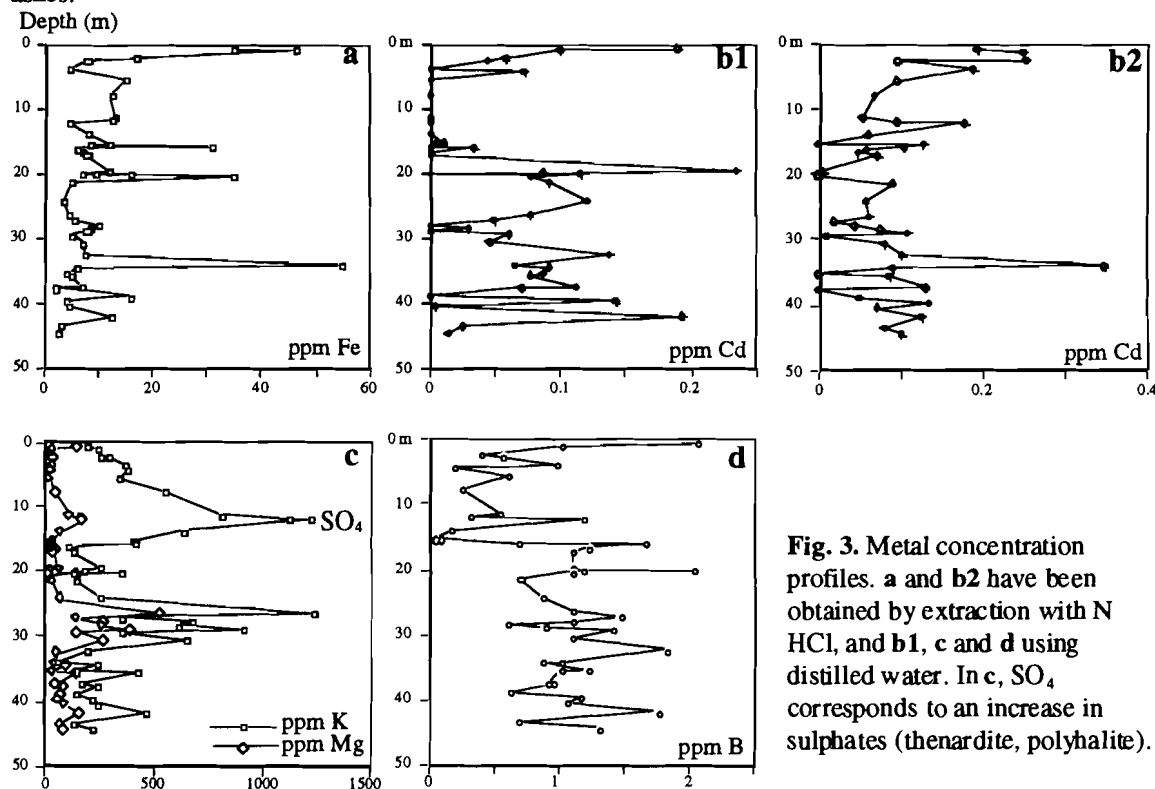 ashes.
Depth (m)
0
10
20
30
40
50
a
ppm Fe
0 20 40 60
0 m
10
20
30
40
50
b1
ppm Cd
0 0.1 0.2
0 m
10
20
30
40
50
b2
ppm Cd
0 0.2 0.4
0
10
20
30
40
50
c
SO₄
ppm K
ppm Mg
0 500 1000 1500
0 m
10
20
30
40
50
d
ppm B
0 1 2
Fig. 3. Metal concentration
profiles. a and b2 have been
obtained by extraction with N
HCl, and b1, c and d using
distilled water. In c, SO₄
corresponds to an increase in
sulphates (thenardite, polyhalite).